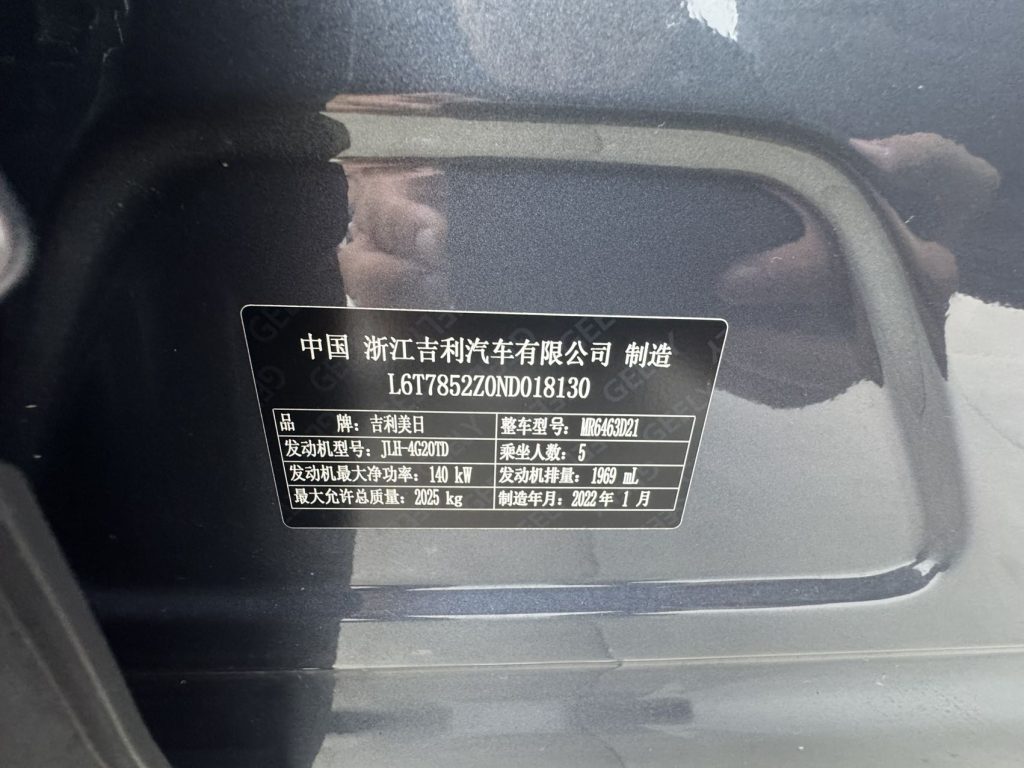 中国 浙江吉利汽车有限公司 制造
L6T7852Z0ND018130
品 牌：吉利美日 整车型号：MR6463D21
发动机型号：JLH-4G20TD 乘坐人数：5
发动机最大净功率：140 kW 发动机排量：1969 mL
最大允许总质量：2025 kg 制造年月：2022 年 1 月